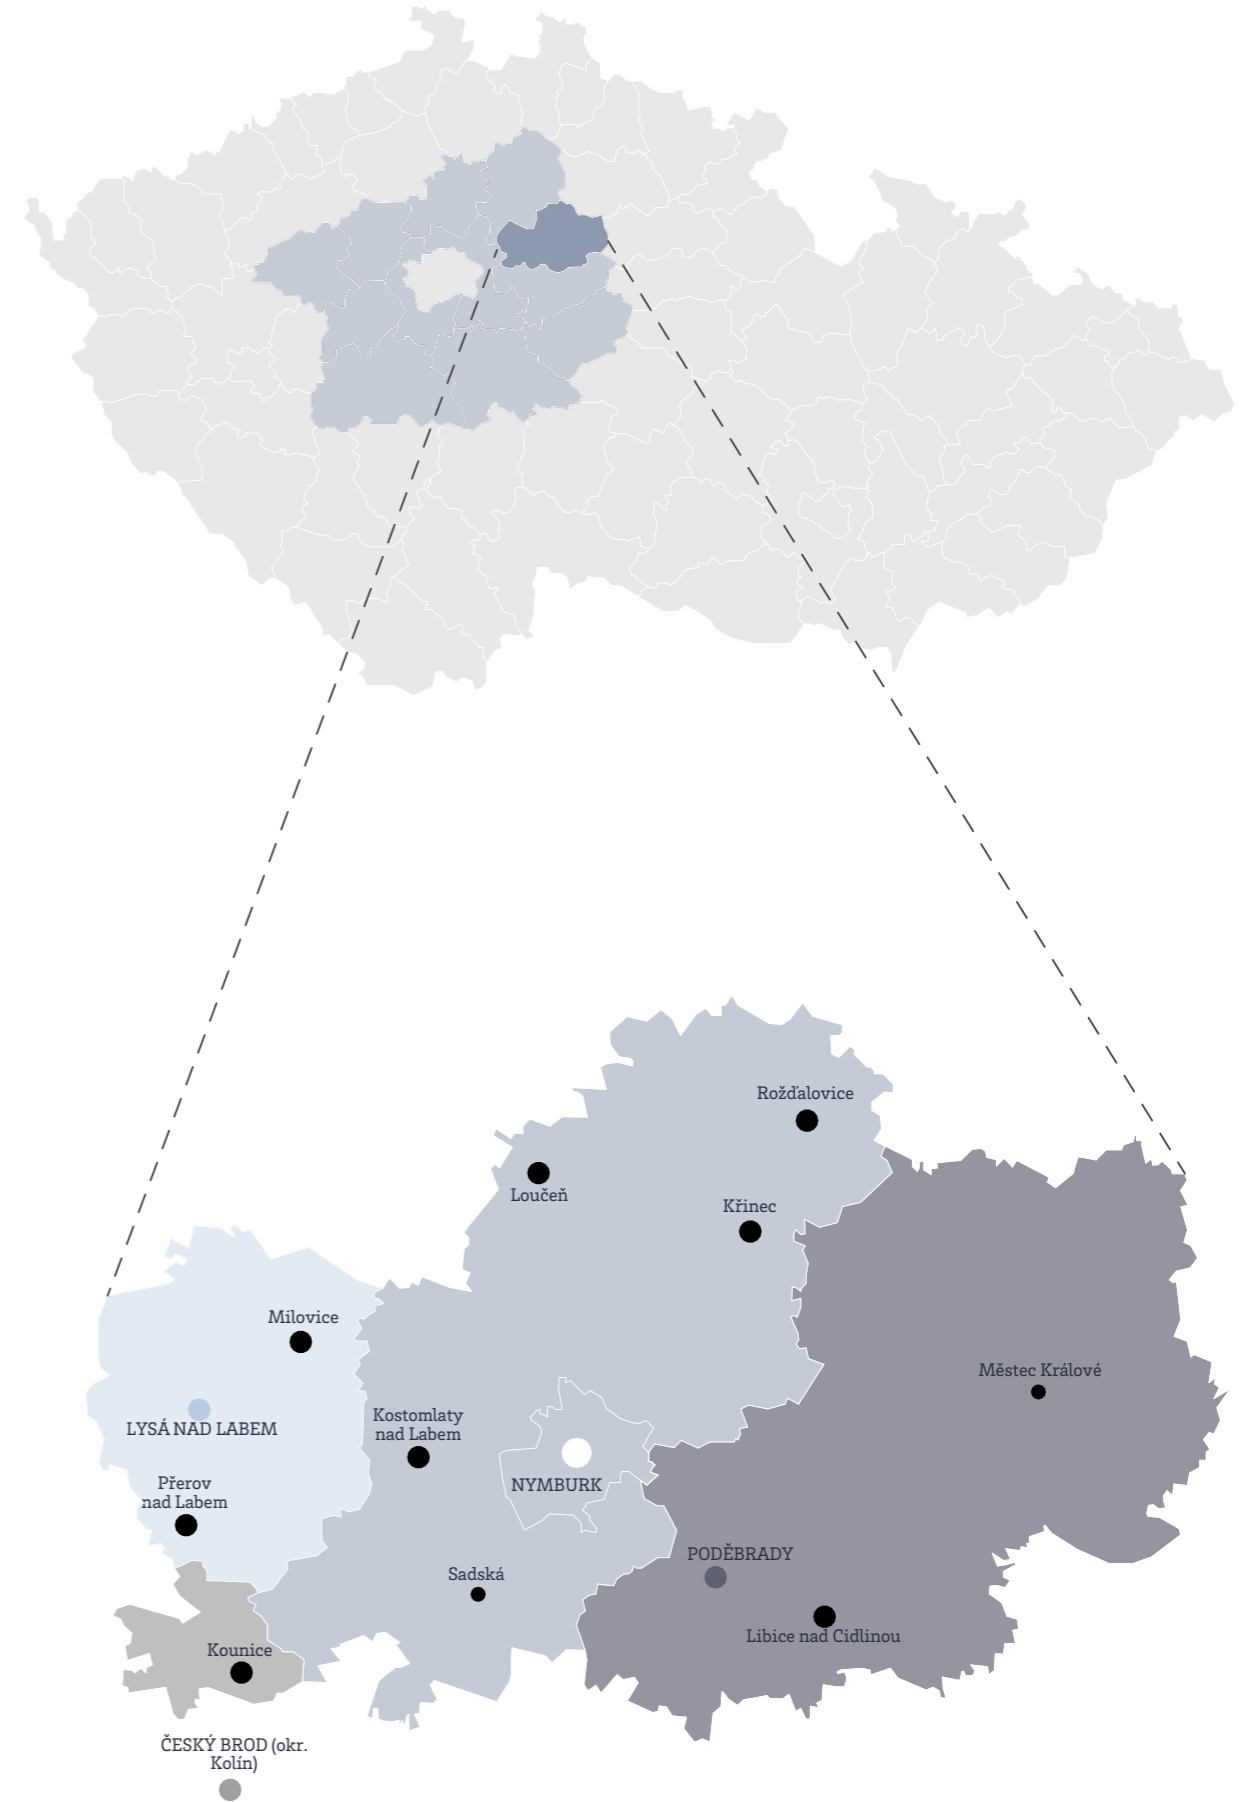 Rožďalovice
Loučeň
Křinec
Milovice
Městec Králové
LYSÁ NAD LABEM
Kostomlaty
nad Labem
Přerov
nad Labem
NYMBURK
PODĚBRADY
Sadská
Libice nad Cidlinou
Kounice
ČESKÝ BROD (okr.
Kolín)